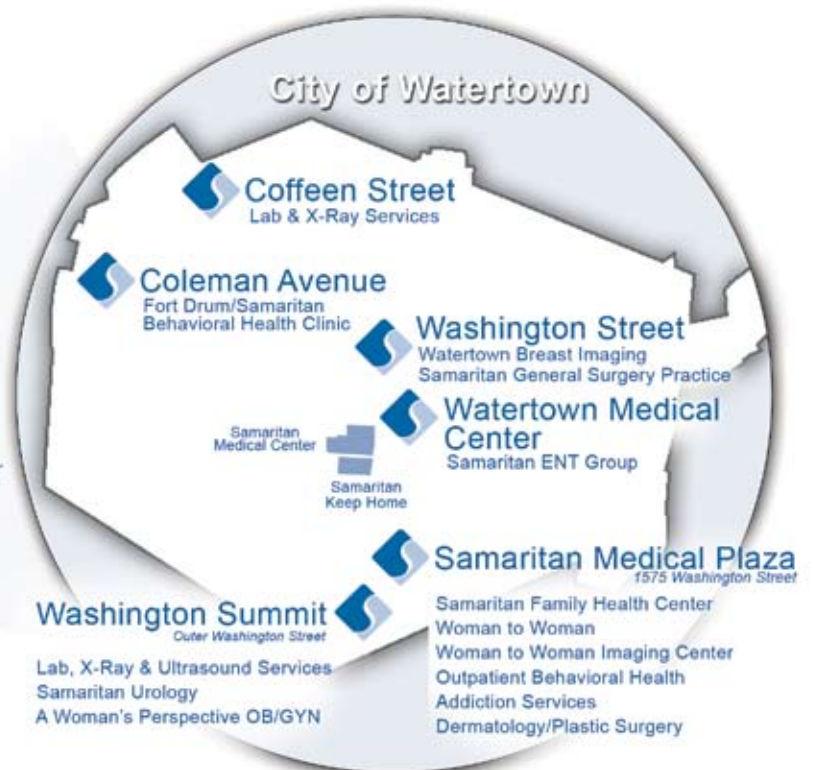 City of Watertown
Coffeen Street
Lab & X-Ray Services
Coleman Avenue
Fort Drum/Samaritan
Behavioral Health Clinic
Washington Street
Watertown Breast Imaging
Samaritan General Surgery Practice
Watertown Medical
Center
Samaritan ENT Group
Samaritan
Medical Center
Samaritan
Keep Home
Samaritan Medical Plaza
1575 Washington Street
Samaritan Family Health Center
Woman to Woman
Woman to Woman Imaging Center
Outpatient Behavioral Health
Addiction Services
Dermatology/Plastic Surgery
Washington Summit
Outer Washington Street
Lab, X-Ray & Ultrasound Services
Samaritan Urology
A Woman's Perspective OB/GYN